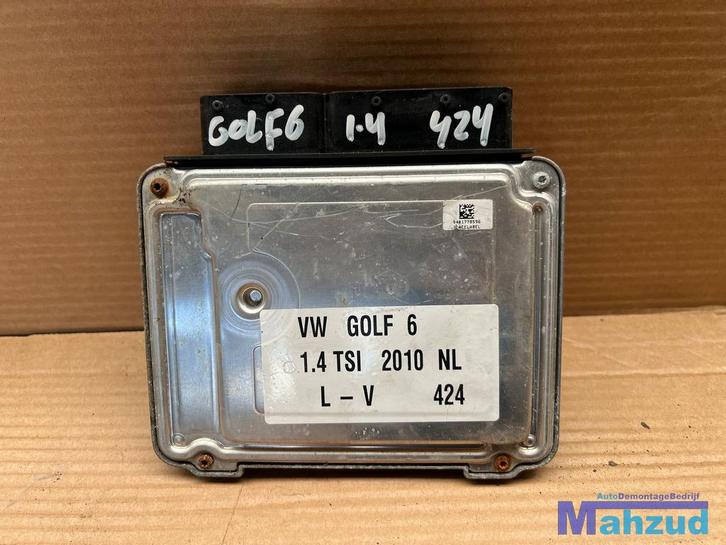 GOLF6 1.4 424
VW GOLF 6
1.4 TSI 2010 NL
L - V 424
AutoDemontageBedrijf
Mahzud